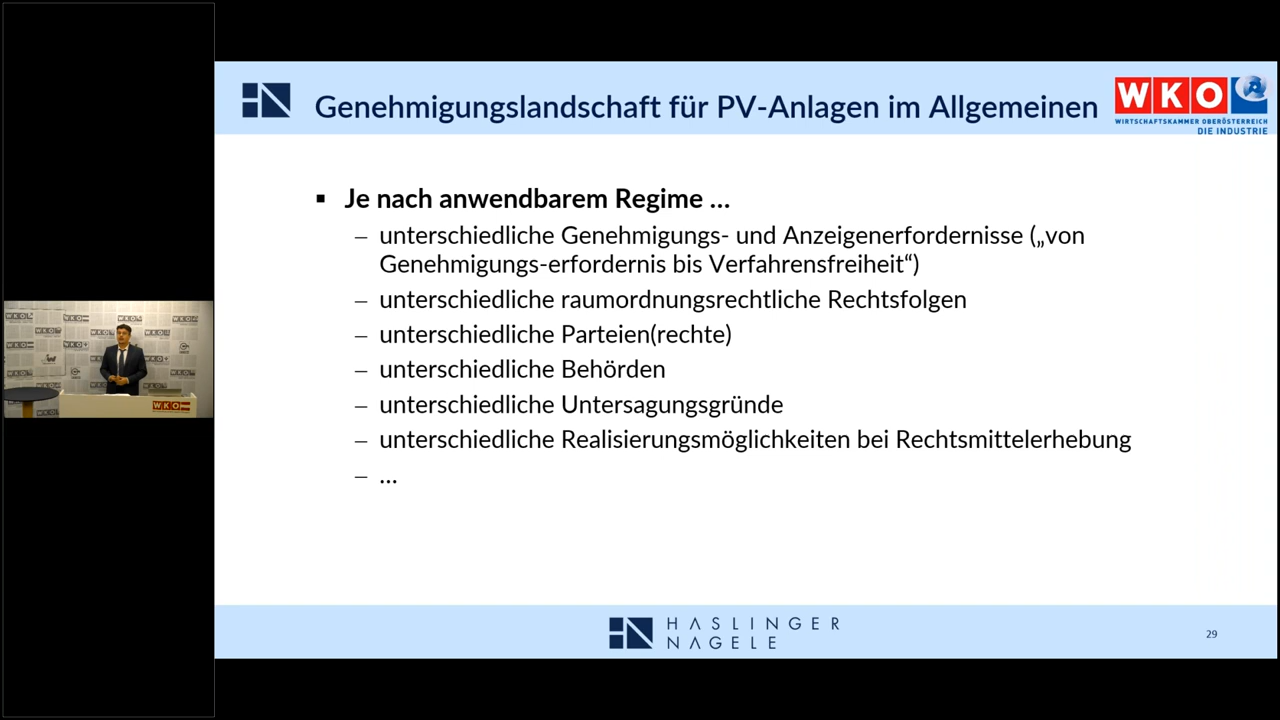 Genehmigungslandschaft für PV-Anlagen im Allgemeinen
WKO
WIRTSCHAFTSKAMMER OBERÖSTERREICH
DIE INDUSTRIE
▪ Je nach anwendbarem Regime ...
– unterschiedliche Genehmigungs- und Anzeigenerfordernisse („von
Genehmigungs-erfordernis bis Verfahrensfreiheit“)
– unterschiedliche raumordnungsrechtliche Rechtsfolgen
– unterschiedliche Parteien(rechte)
– unterschiedliche Behörden
– unterschiedliche Untersagungsgründe
– unterschiedliche Realisierungsmöglichkeiten bei Rechtsmittelerhebung
– ...
WKO
HASLINGER
NAGELE
29